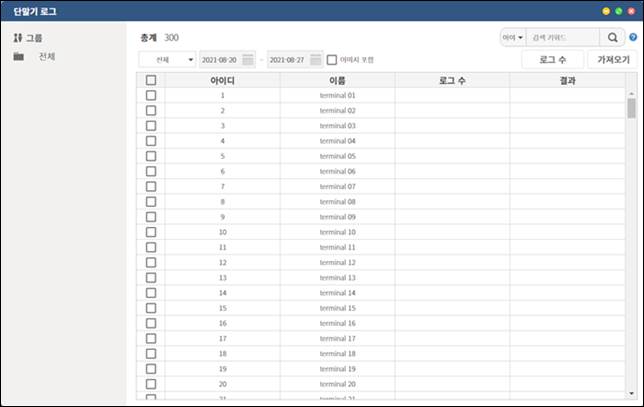 단말기 로그
그룹
전체
총계 300
아이 검색 키워드
전체 2021-08-20 ~ 2021-08-27 이미지 포함 로그 수 가져오기
아이디 이름 로그 수 결과
1 terminal 01
2 terminal 02
3 terminal 03
4 terminal 04
5 terminal 05
6 terminal 06
7 terminal 07
8 terminal 08
9 terminal 09
10 terminal 10
11 terminal 11
12 terminal 12
13 terminal 13
14 terminal 14
15 terminal 15
16 terminal 16
17 terminal 17
18 terminal 18
19 terminal 19
20 terminal 20
21 terminal 21